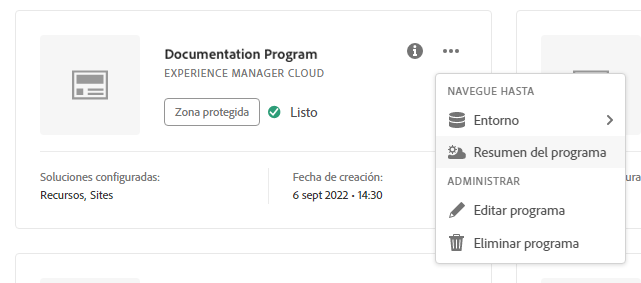 Documentation Program
EXPERIENCE MANAGER CLOUD
Zona protegida
Listo
Soluciones configuradas:
Recursos, Sites
Fecha de creación:
6 sept 2022 • 14:30
NAVEGUE HASTA
Entorno
Resumen del programa
ADMINISTRAR
Editar programa
Eliminar programa